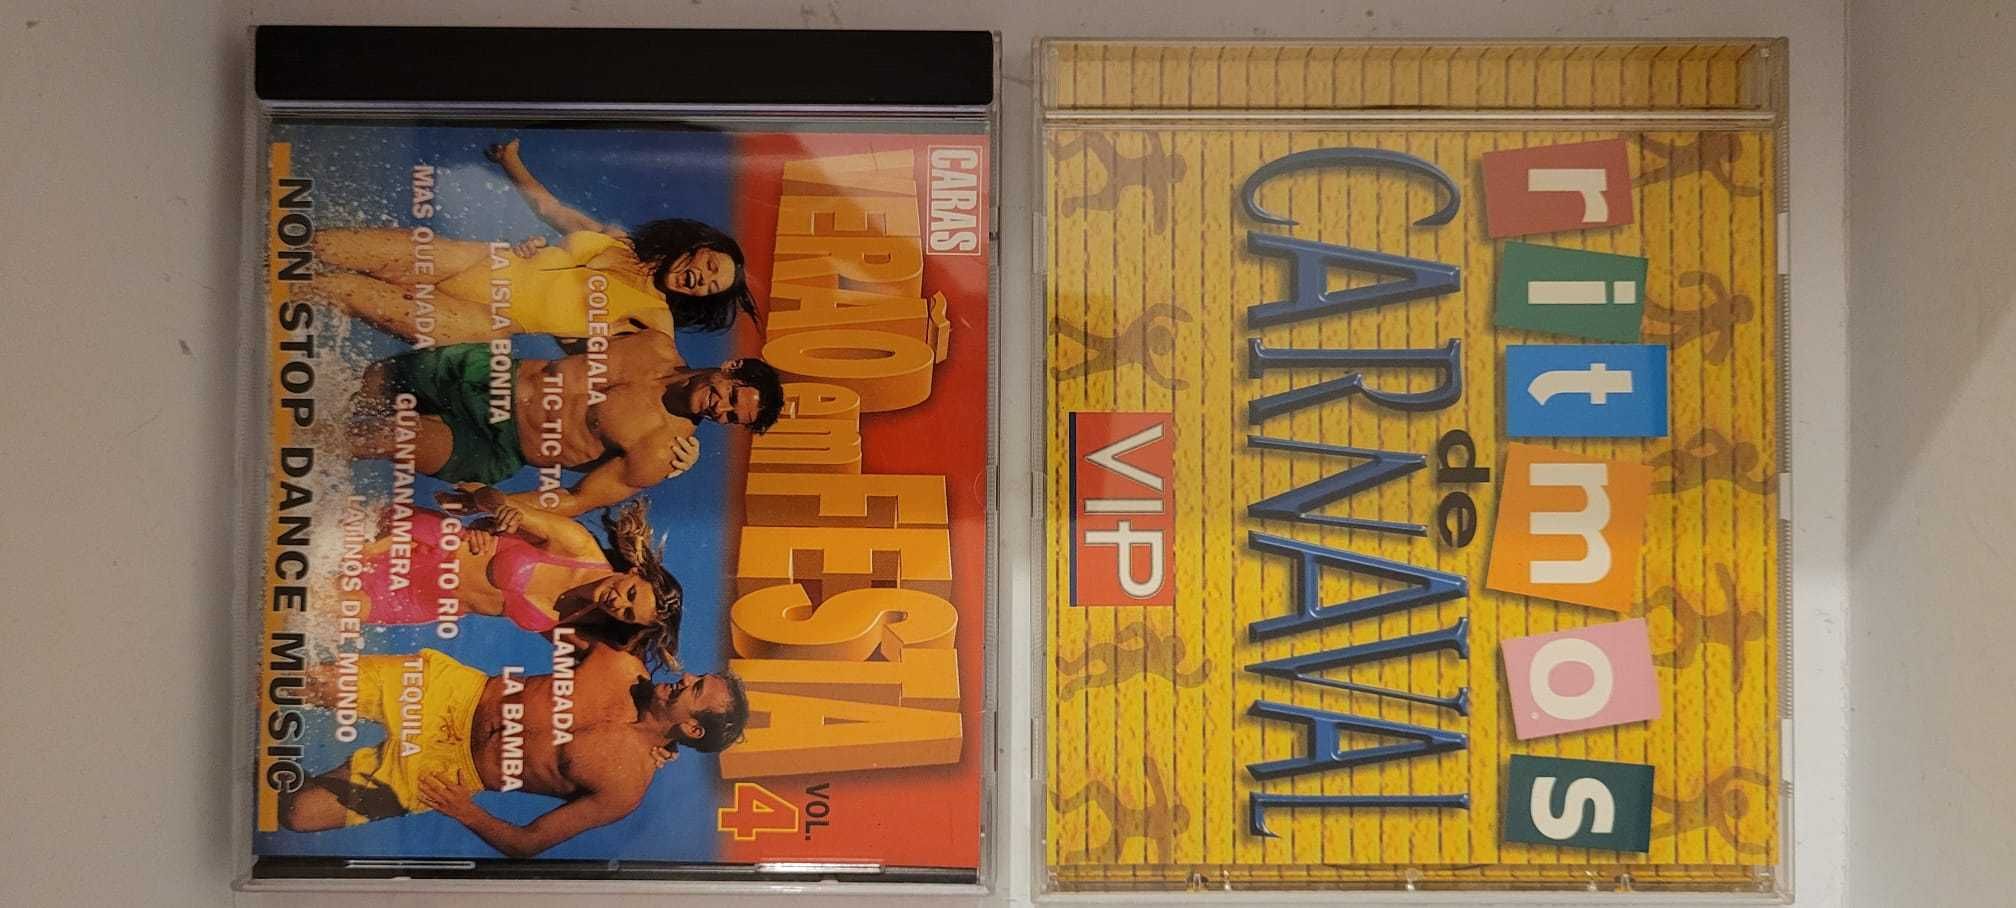 CARAS
VERÃO em FESTA
VOL. 4
COLEGIALA
TIC TIC TAC
LAMBADA
LA ISLA BONITA
LA BAMBA
MAS QUE NADA
I GO TO RIO
GUANTANAMERA
TEQUILA
LATINOS DEL MUNDO
NON STOP DANCE MUSIC
ritmos
de
CARNAVAL
VIP